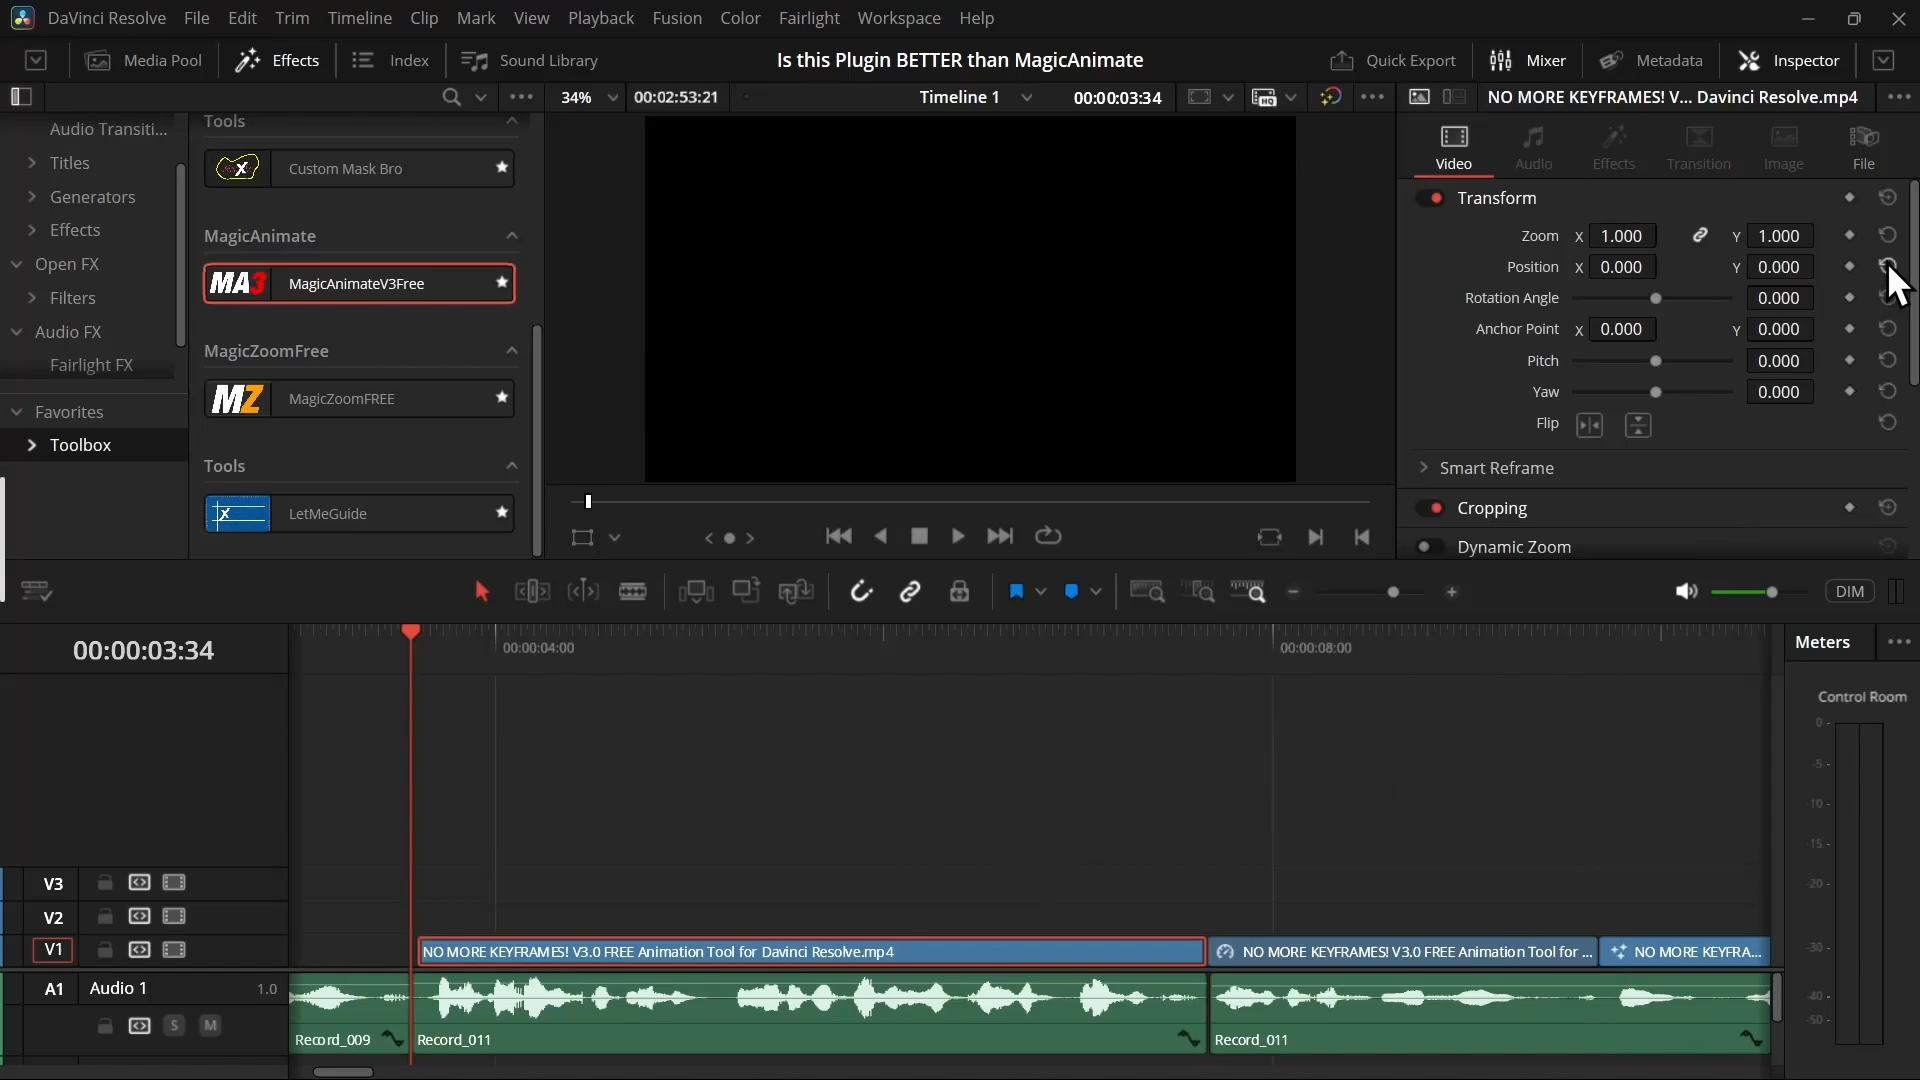 DaVinci Resolve File Edit Trim Timeline Clip Mark View Playback Fusion Color Fairlight Workspace Help
Media Pool Effects Index Sound Library Is this Plugin BETTER than MagicAnimate Quick Export Mixer Metadata Inspector
34% 00:02:53:21 Timeline 1 00:00:03:34 NO MORE KEYFRAMES! V... Davinci Resolve.mp4
Audio Transiti...
Titles
Generators
Effects
Open FX
Filters
Audio FX
Fairlight FX
Favorites
Toolbox
Tools
X Custom Mask Bro
MagicAnimate
MA3 MagicAnimateV3Free
MagicZoomFree
MZ MagicZoomFREE
Tools
X LetMeGuide
Video Audio Effects Transition Image File
Transform
Zoom X 1.000 Y 1.000
Position X 0.000 Y 0.000
Rotation Angle 0.000
Anchor Point X 0.000 Y 0.000
Pitch 0.000
Yaw 0.000
Flip
Smart Reframe
Cropping
Dynamic Zoom
HQ
DIM
00:00:03:34
00:00:04:00 00:00:08:00
Meters
Control Room
0
-5
-10
-15
-20
-30
-40
-50
V3
V2
V1
NO MORE KEYFRAMES! V3.0 FREE Animation Tool for Davinci Resolve.mp4 NO MORE KEYFRAMES! V3.0 FREE Animation Tool for ... NO MORE KEYFRA...
A1 Audio 1 1.0
S M
Record_009 Record_011 Record_011